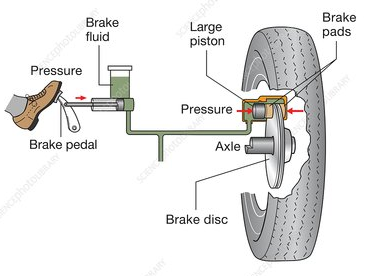 Brake
fluid
Large
piston
Brake
pads
Pressure
Pressure
Brake pedal
Axle
Brake disc